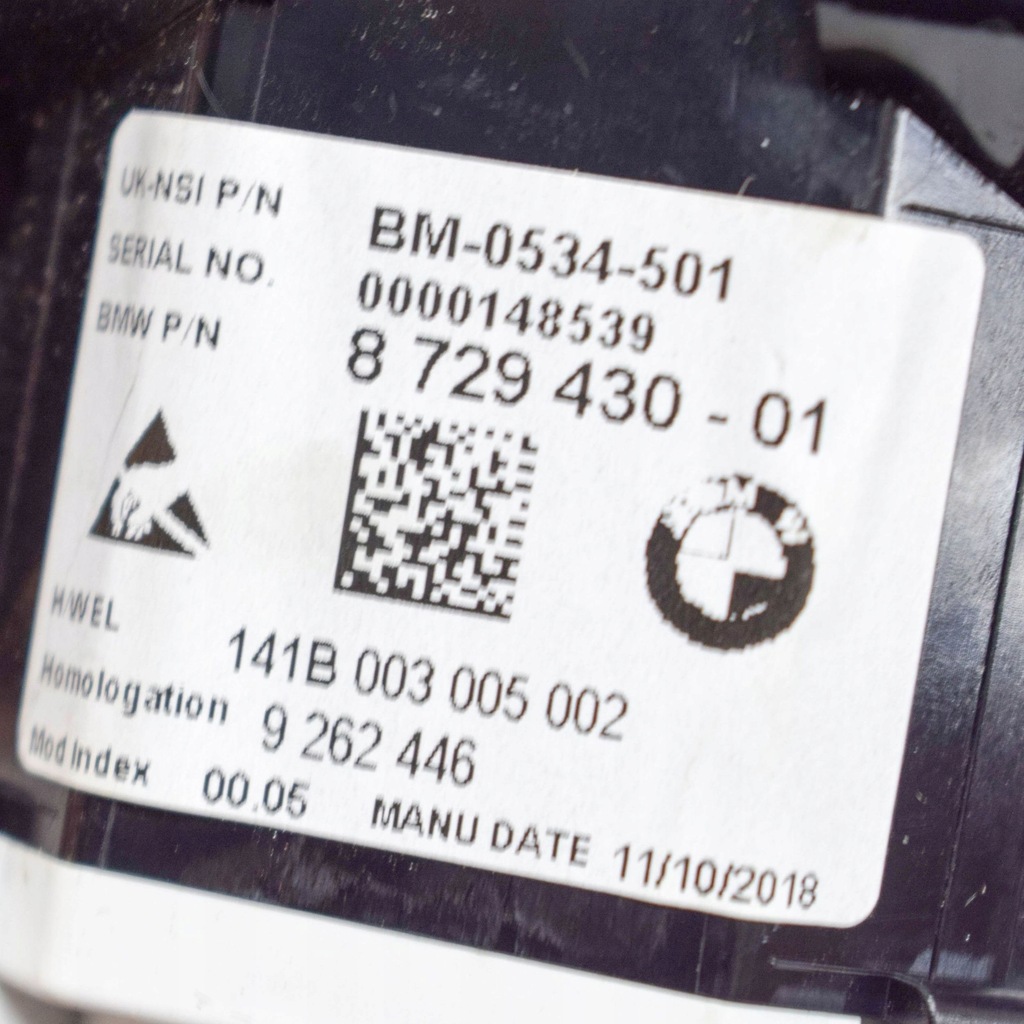 UK-NSI P/N BM-0534-501
SERIAL NO. 0000148539
BMW P/N 8 729 430 - 01
BMW
H/WEL 141B 003 005 002
Homologation 9 262 446
Mod Index 00.05 MANU DATE 11/10/2018